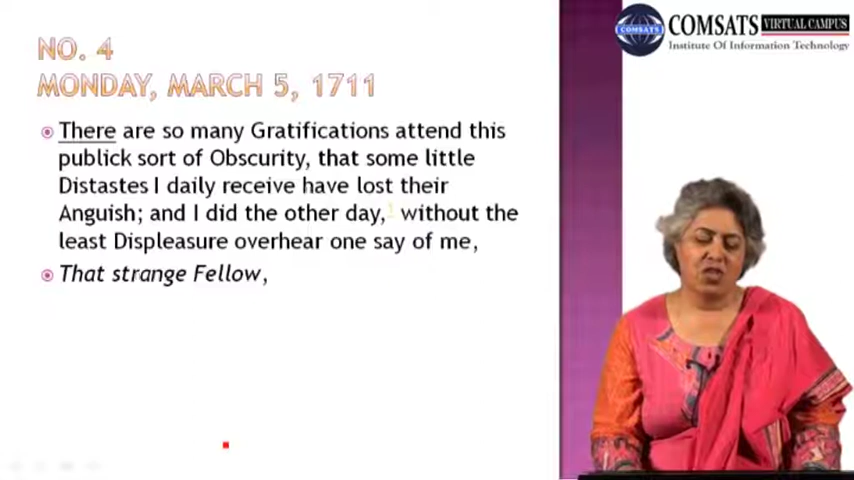 NO. 4
MONDAY, MARCH 5, 1711
There are so many Gratifications attend this
publick sort of Obscurity, that some little
Distastes I daily receive have lost their
Anguish; and I did the other day,1 without the
least Displeasure overhear one say of me,
That strange Fellow,
COMSATS
COMSATS VIRTUAL CAMPUS
Institute Of Information Technology